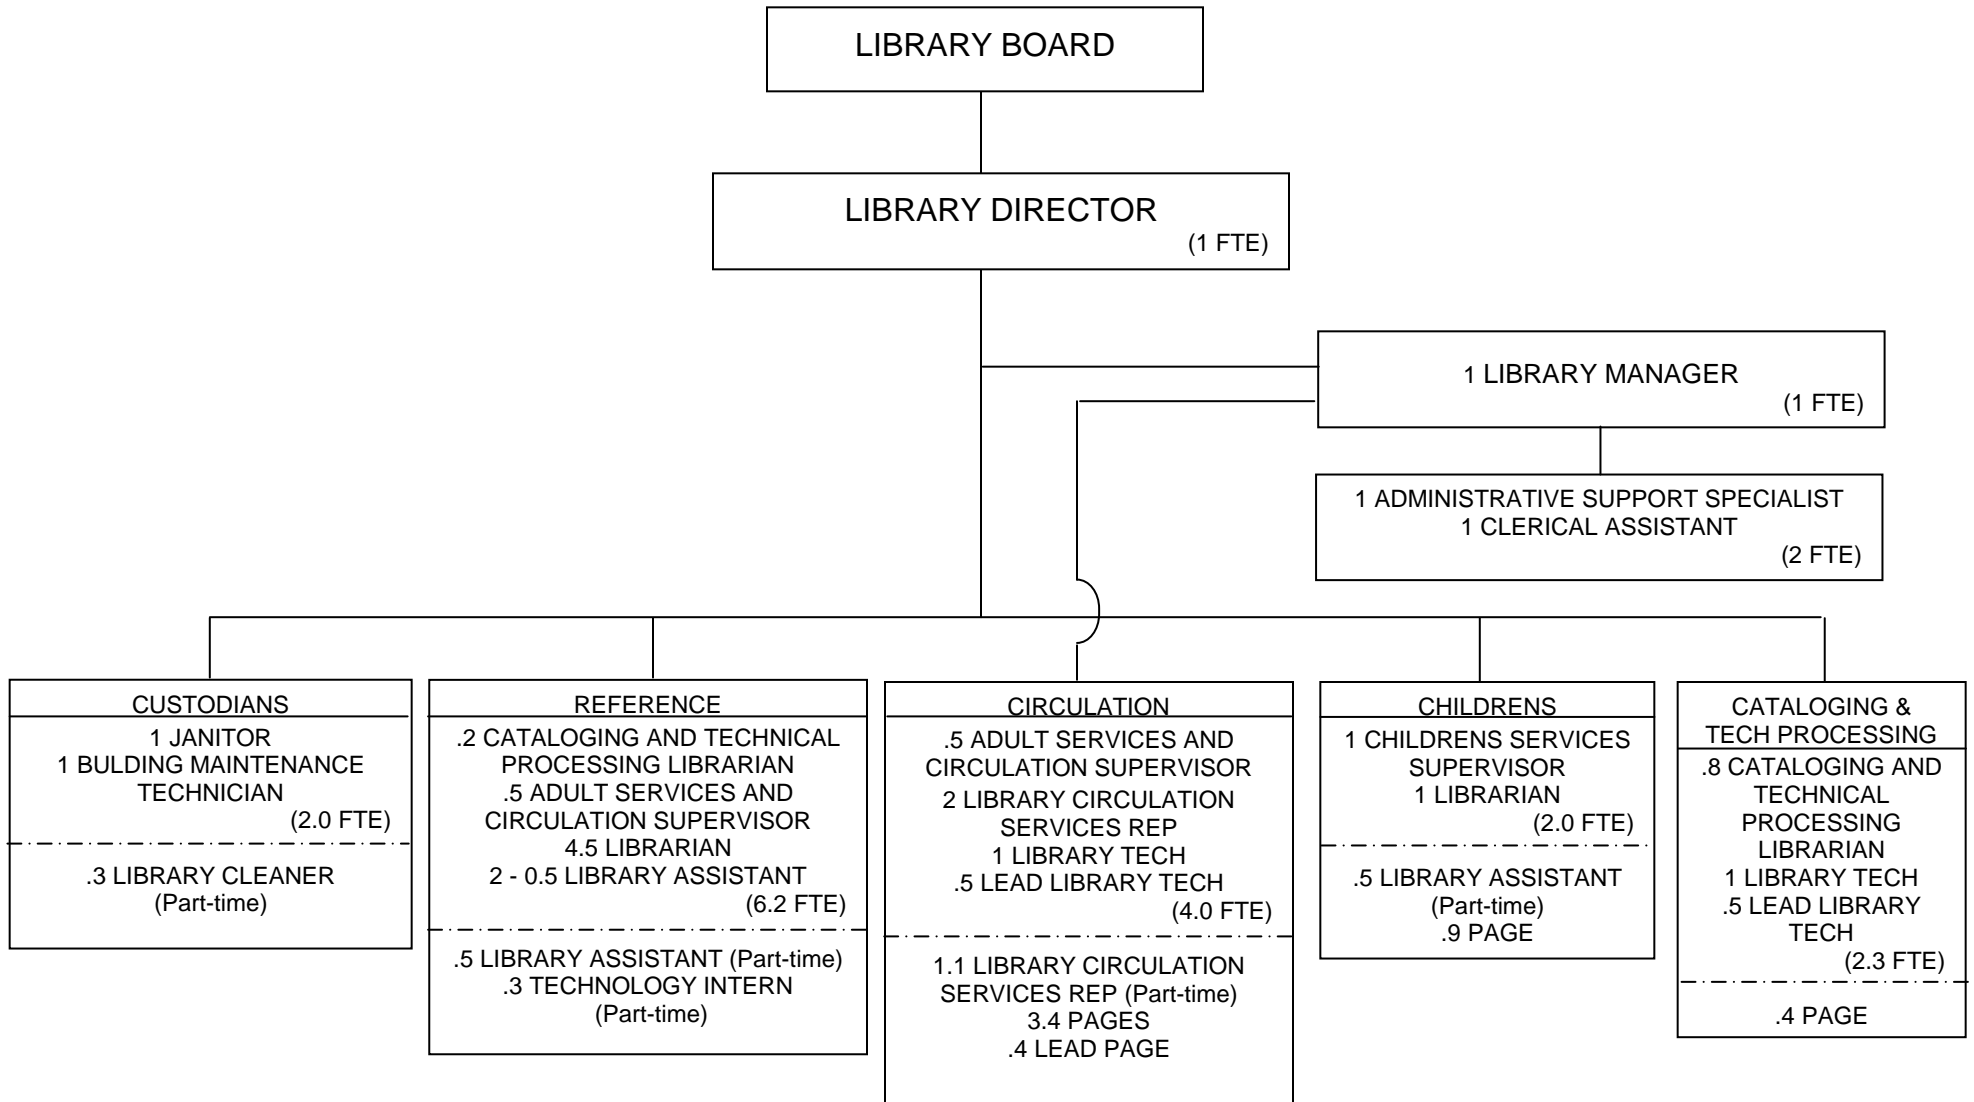 LIBRARY BOARD
LIBRARY DIRECTOR
(1 FTE)
1 LIBRARY MANAGER
(1 FTE)
1 ADMINISTRATIVE SUPPORT SPECIALIST
1 CLERICAL ASSISTANT
(2 FTE)
CUSTODIANS
1 JANITOR
1 BULDING MAINTENANCE
TECHNICIAN
(2.0 FTE)
.3 LIBRARY CLEANER
(Part-time)
REFERENCE
.2 CATALOGING AND TECHNICAL
PROCESSING LIBRARIAN
.5 ADULT SERVICES AND
CIRCULATION SUPERVISOR
4.5 LIBRARIAN
2 - 0.5 LIBRARY ASSISTANT
(6.2 FTE)
.5 LIBRARY ASSISTANT (Part-time)
.3 TECHNOLOGY INTERN
(Part-time)
CIRCULATION
.5 ADULT SERVICES AND
CIRCULATION SUPERVISOR
2 LIBRARY CIRCULATION
SERVICES REP
1 LIBRARY TECH
.5 LEAD LIBRARY TECH
(4.0 FTE)
1.1 LIBRARY CIRCULATION
SERVICES REP (Part-time)
3.4 PAGES
.4 LEAD PAGE
CHILDRENS
1 CHILDRENS SERVICES
SUPERVISOR
1 LIBRARIAN
(2.0 FTE)
.5 LIBRARY ASSISTANT
(Part-time)
.9 PAGE
CATALOGING &
TECH PROCESSING
.8 CATALOGING AND
TECHNICAL
PROCESSING
LIBRARIAN
1 LIBRARY TECH
.5 LEAD LIBRARY
TECH
(2.3 FTE)
.4 PAGE